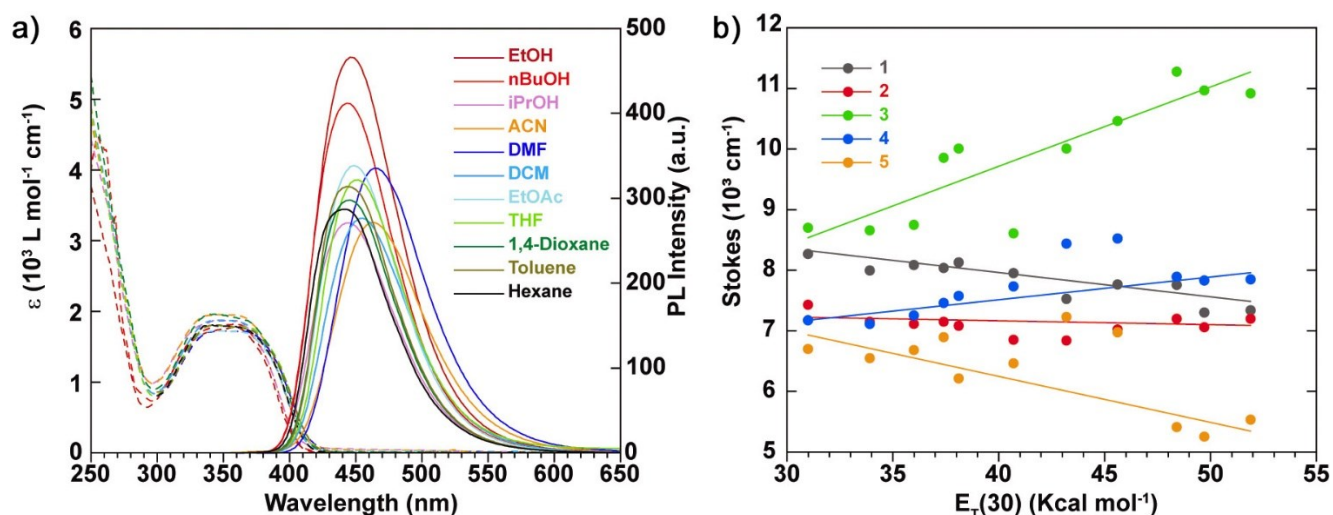 a)
ε (10³ L mol⁻¹ cm⁻¹)
6
5
4
3
2
1
0
250 300 350 400 450 500 550 600 650
Wavelength (nm)
500
400
300
200
100
0
PL Intensity (a.u.)
EtOH
nBuOH
iPrOH
ACN
DMF
DCM
EtOAc
THF
1,4-Dioxane
Toluene
Hexane
b)
Stokes (10³ cm⁻¹)
12
11
10
9
8
7
6
5
30 35 40 45 50 55
E_T(30) (Kcal mol⁻¹)
1
2
3
4
5